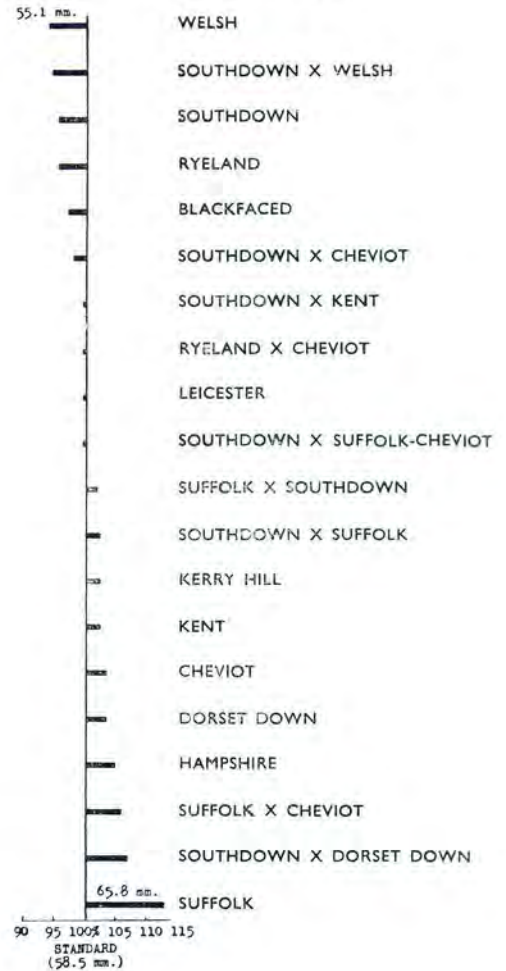 55.1 mm.
WELSH
SOUTHDOWN X WELSH
SOUTHDOWN
RYELAND
BLACKFACED
SOUTHDOWN X CHEVIOT
SOUTHDOWN X KENT
RYELAND X CHEVIOT
LEICESTER
SOUTHDOWN X SUFFOLK-CHEVIOT
SUFFOLK X SOUTHDOWN
SOUTHDOWN X SUFFOLK
KERRY HILL
KENT
CHEVIOT
DORSET DOWN
HAMPSHIRE
SUFFOLK X CHEVIOT
SOUTHDOWN X DORSET DOWN
65.8 mm.
SUFFOLK
90 95 100% 105 110 115
STANDARD
(58.5 mm.)